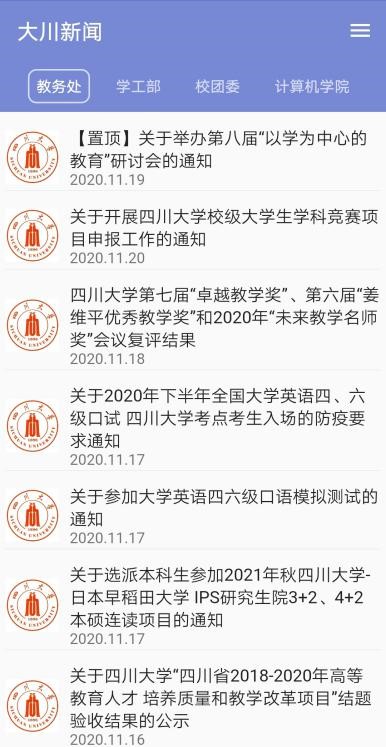 大川新闻
教务处 学工部 校团委 计算机学院
【置顶】关于举办第八届“以学为中心的
教育”研讨会的通知
2020.11.19
关于开展四川大学校级大学生学科竞赛项
目申报工作的通知
2020.11.20
四川大学第七届“卓越教学奖”、第六届“姜
维平优秀教学奖”和2020年“未来教学名师
奖”会议复评结果
2020.11.18
关于2020年下半年全国大学英语四、六
级口试 四川大学考点考生入场的防疫要
求通知
2020.11.17
关于参加大学英语四六级口语模拟测试的
通知
2020.11.17
关于选派本科生参加2021年秋四川大学-
日本早稻田大学 IPS研究生院3+2、4+2
本硕连读项目的通知
2020.11.17
关于四川大学“四川省2018-2020年高等
教育人才 培养质量和教学改革项目”结题
验收结果的公示
2020.11.16